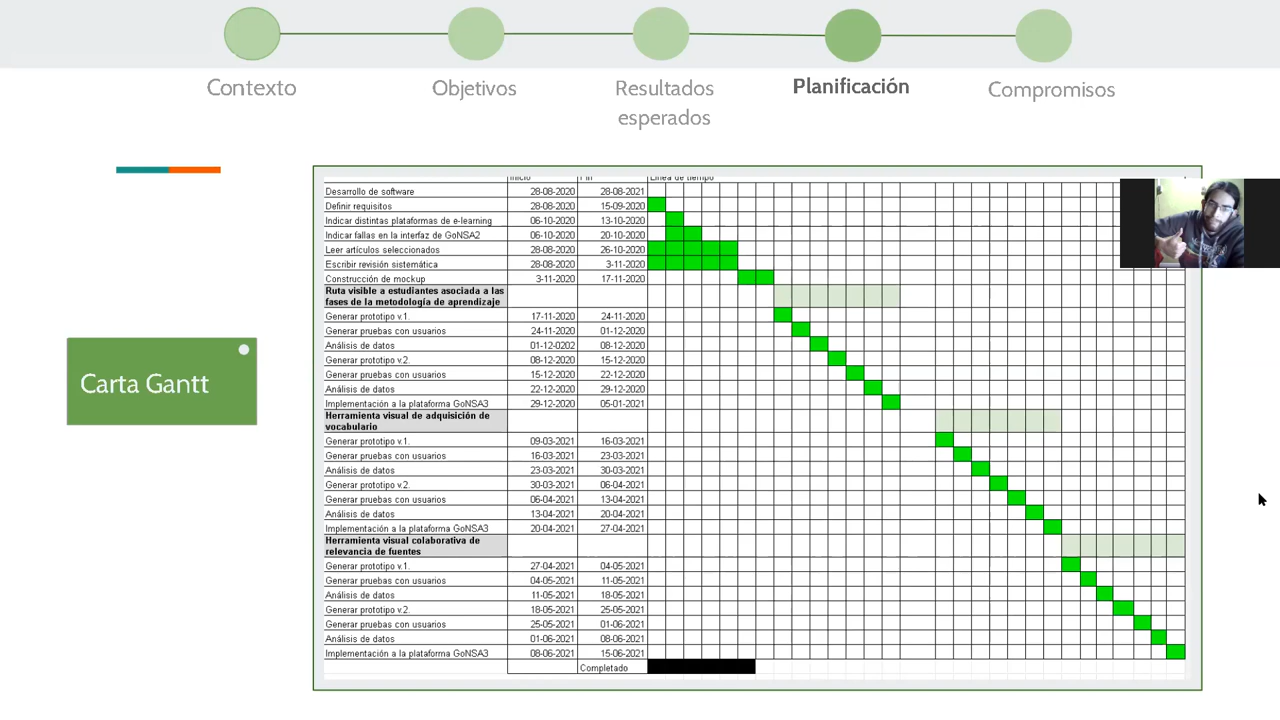 Contexto
Objetivos
Resultados
esperados
Planificación
Compromisos
Carta Gantt
Inicio Fin Línea de tiempo
Desarrollo de software 28-08-2020 28-08-2021
Definir requisitos 28-08-2020 15-09-2020
Indicar distintas plataformas de e-learning 06-10-2020 13-10-2020
Indicar fallas en la interfaz de GoNSA2 06-10-2020 20-10-2020
Leer artículos seleccionados 28-08-2020 26-10-2020
Escribir revisión sistemática 28-08-2020 3-11-2020
Construcción de mockup 3-11-2020 17-11-2020
Ruta visible a estudiantes asociada a las
fases de la metodología de aprendizaje
Generar prototipo v.1. 17-11-2020 24-11-2020
Generar pruebas con usuarios 24-11-2020 01-12-2020
Análisis de datos 01-12-0202 08-12-2020
Generar prototipo v.2. 08-12-2020 15-12-2020
Generar pruebas con usuarios 15-12-2020 22-12-2020
Análisis de datos 22-12-2020 29-12-2020
Implementación a la plataforma GoNSA3 29-12-2020 05-01-2021
Herramienta visual de adquisición de
vocabulario
Generar prototipo v.1. 09-03-2021 16-03-2021
Generar pruebas con usuarios 16-03-2021 23-03-2021
Análisis de datos 23-03-2021 30-03-2021
Generar prototipo v.2. 30-03-2021 06-04-2021
Generar pruebas con usuarios 06-04-2021 13-04-2021
Análisis de datos 13-04-2021 20-04-2021
Implementación a la plataforma GoNSA3 20-04-2021 27-04-2021
Herramienta visual colaborativa de
relevancia de fuentes
Generar prototipo v.1. 27-04-2021 04-05-2021
Generar pruebas con usuarios 04-05-2021 11-05-2021
Análisis de datos 11-05-2021 18-05-2021
Generar prototipo v.2. 18-05-2021 25-05-2021
Generar pruebas con usuarios 25-05-2021 01-06-2021
Análisis de datos 01-06-2021 08-06-2021
Implementación a la plataforma GoNSA3 08-06-2021 15-06-2021
Completado